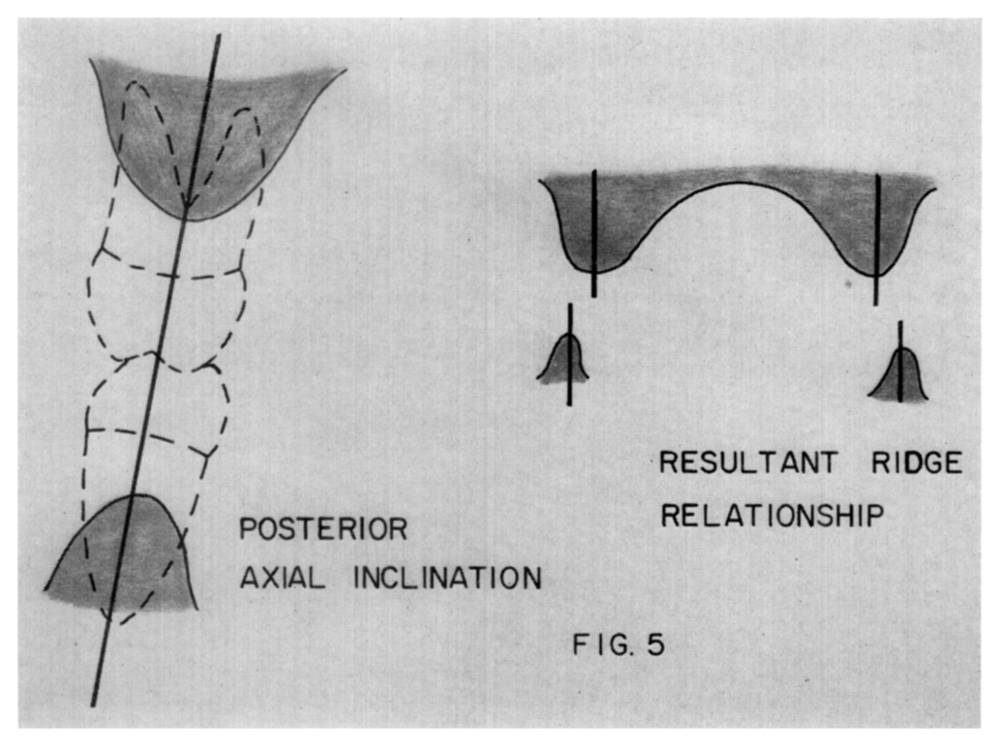 POSTERIOR
AXIAL INCLINATION
RESULTANT RIDGE
RELATIONSHIP
FIG. 5